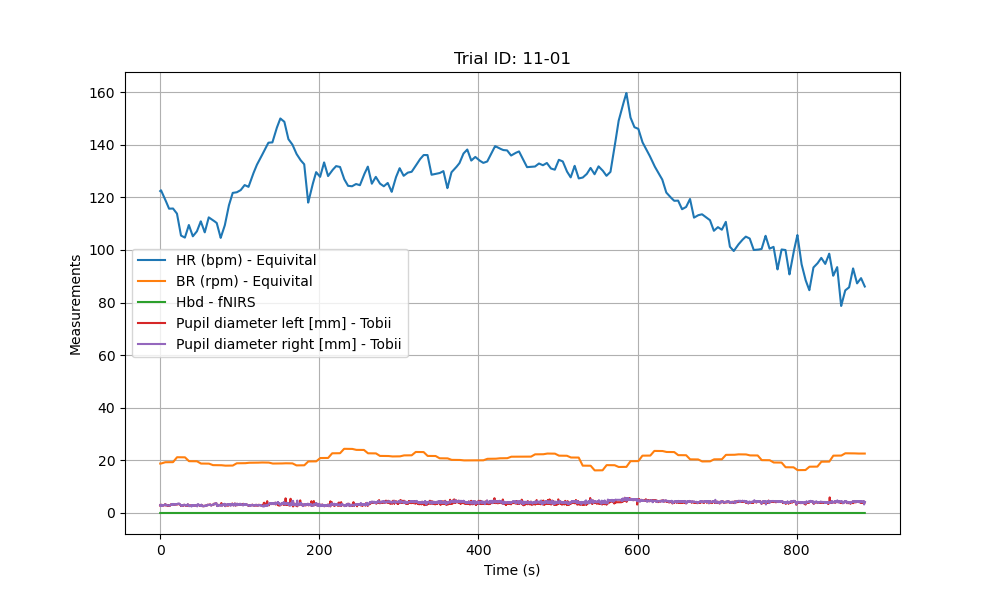 Trial ID: 11-01
Measurements
160
140
120
100
80
60
40
20
0
HR (bpm) - Equivital
BR (rpm) - Equivital
Hbd - fNIRS
Pupil diameter left [mm] - Tobii
Pupil diameter right [mm] - Tobii
0 200 400 600 800
Time (s)